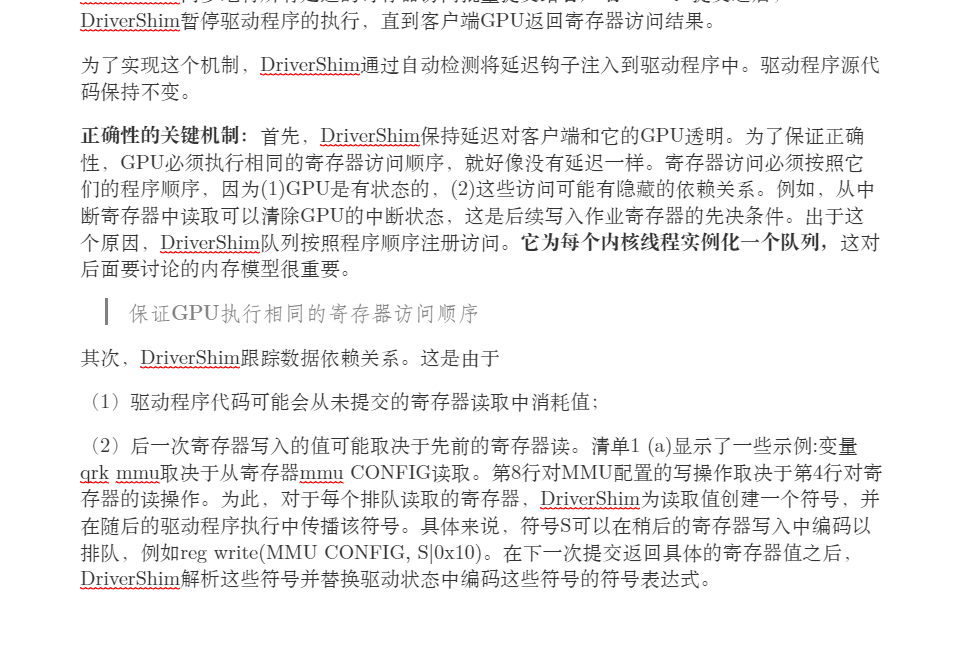 DriverShim暂停驱动程序的执行，直到客户端GPU返回寄存器访问结果。
为了实现这个机制，DriverShim通过自动检测将延迟钩子注入到驱动程序中。驱动程序源代
码保持不变。
正确性的关键机制：首先，DriverShim保持延迟对客户端和它的GPU透明。为了保证正确
性，GPU必须执行相同的寄存器访问顺序，就好像没有延迟一样。寄存器访问必须按照它
们的程序顺序，因为(1)GPU是有状态的，(2)这些访问可能有隐藏的依赖关系。例如，从中
断寄存器中读取可以清除GPU的中断状态，这是后续写入作业寄存器的先决条件。出于这
个原因，DriverShim队列按照程序顺序注册访问。它为每个内核线程实例化一个队列，这对
后面要讨论的内存模型很重要。
保证GPU执行相同的寄存器访问顺序
其次，DriverShim跟踪数据依赖关系。这是由于
（1）驱动程序代码可能会从未提交的寄存器读取中消耗值；
（2）后一次寄存器写入的值可能取决于先前的寄存器读。清单1 (a)显示了一些示例:变量
qrk mmu取决于从寄存器mmu CONFIG读取。第8行对MMU配置的写操作取决于第4行对寄
存器的读操作。为此，对于每个排队读取的寄存器，DriverShim为读取值创建一个符号，并
在随后的驱动程序执行中传播该符号。具体来说，符号S可以在稍后的寄存器写入中编码以
排队，例如reg write(MMU CONFIG, S|0x10)。在下一次提交返回具体的寄存器值之后，
DriverShim解析这些符号并替换驱动状态中编码这些符号的符号表达式。